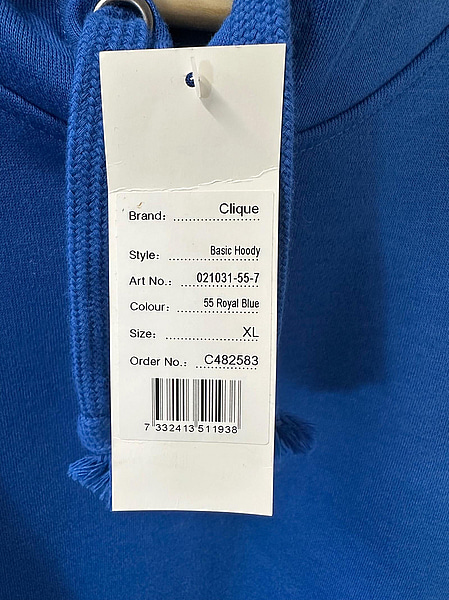 Brand: Clique
Style: Basic Hoody
Art No.: 021031-55-7
Colour: 55 Royal Blue
Size: XL
Order No.: C482583
7 332413 511938